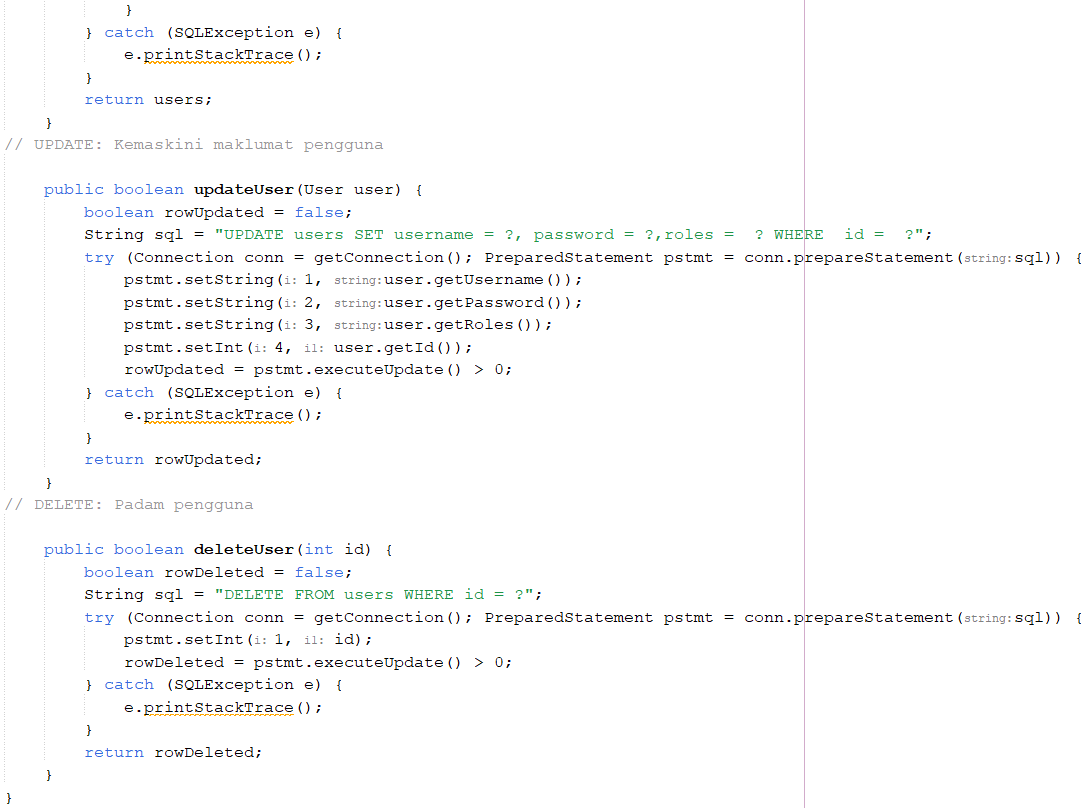 }
} catch (SQLException e) {
e.printStackTrace();
}
return users;
}
// UPDATE: Kemaskini maklumat pengguna
public boolean updateUser(User user) {
boolean rowUpdated = false;
String sql = "UPDATE users SET username = ?, password = ?,roles =  ? WHERE  id =  ?";
try (Connection conn = getConnection(); PreparedStatement pstmt = conn.prepareStatement(string:sql)) {
pstmt.setString(i: 1, string:user.getUsername());
pstmt.setString(i: 2, string:user.getPassword());
pstmt.setString(i: 3, string:user.getRoles());
pstmt.setInt(i: 4, i1: user.getId());
rowUpdated = pstmt.executeUpdate() > 0;
} catch (SQLException e) {
e.printStackTrace();
}
return rowUpdated;
}
// DELETE: Padam pengguna
public boolean deleteUser(int id) {
boolean rowDeleted = false;
String sql = "DELETE FROM users WHERE id = ?";
try (Connection conn = getConnection(); PreparedStatement pstmt = conn.prepareStatement(string:sql)) {
pstmt.setInt(i: 1, i1: id);
rowDeleted = pstmt.executeUpdate() > 0;
} catch (SQLException e) {
e.printStackTrace();
}
return rowDeleted;
}
}